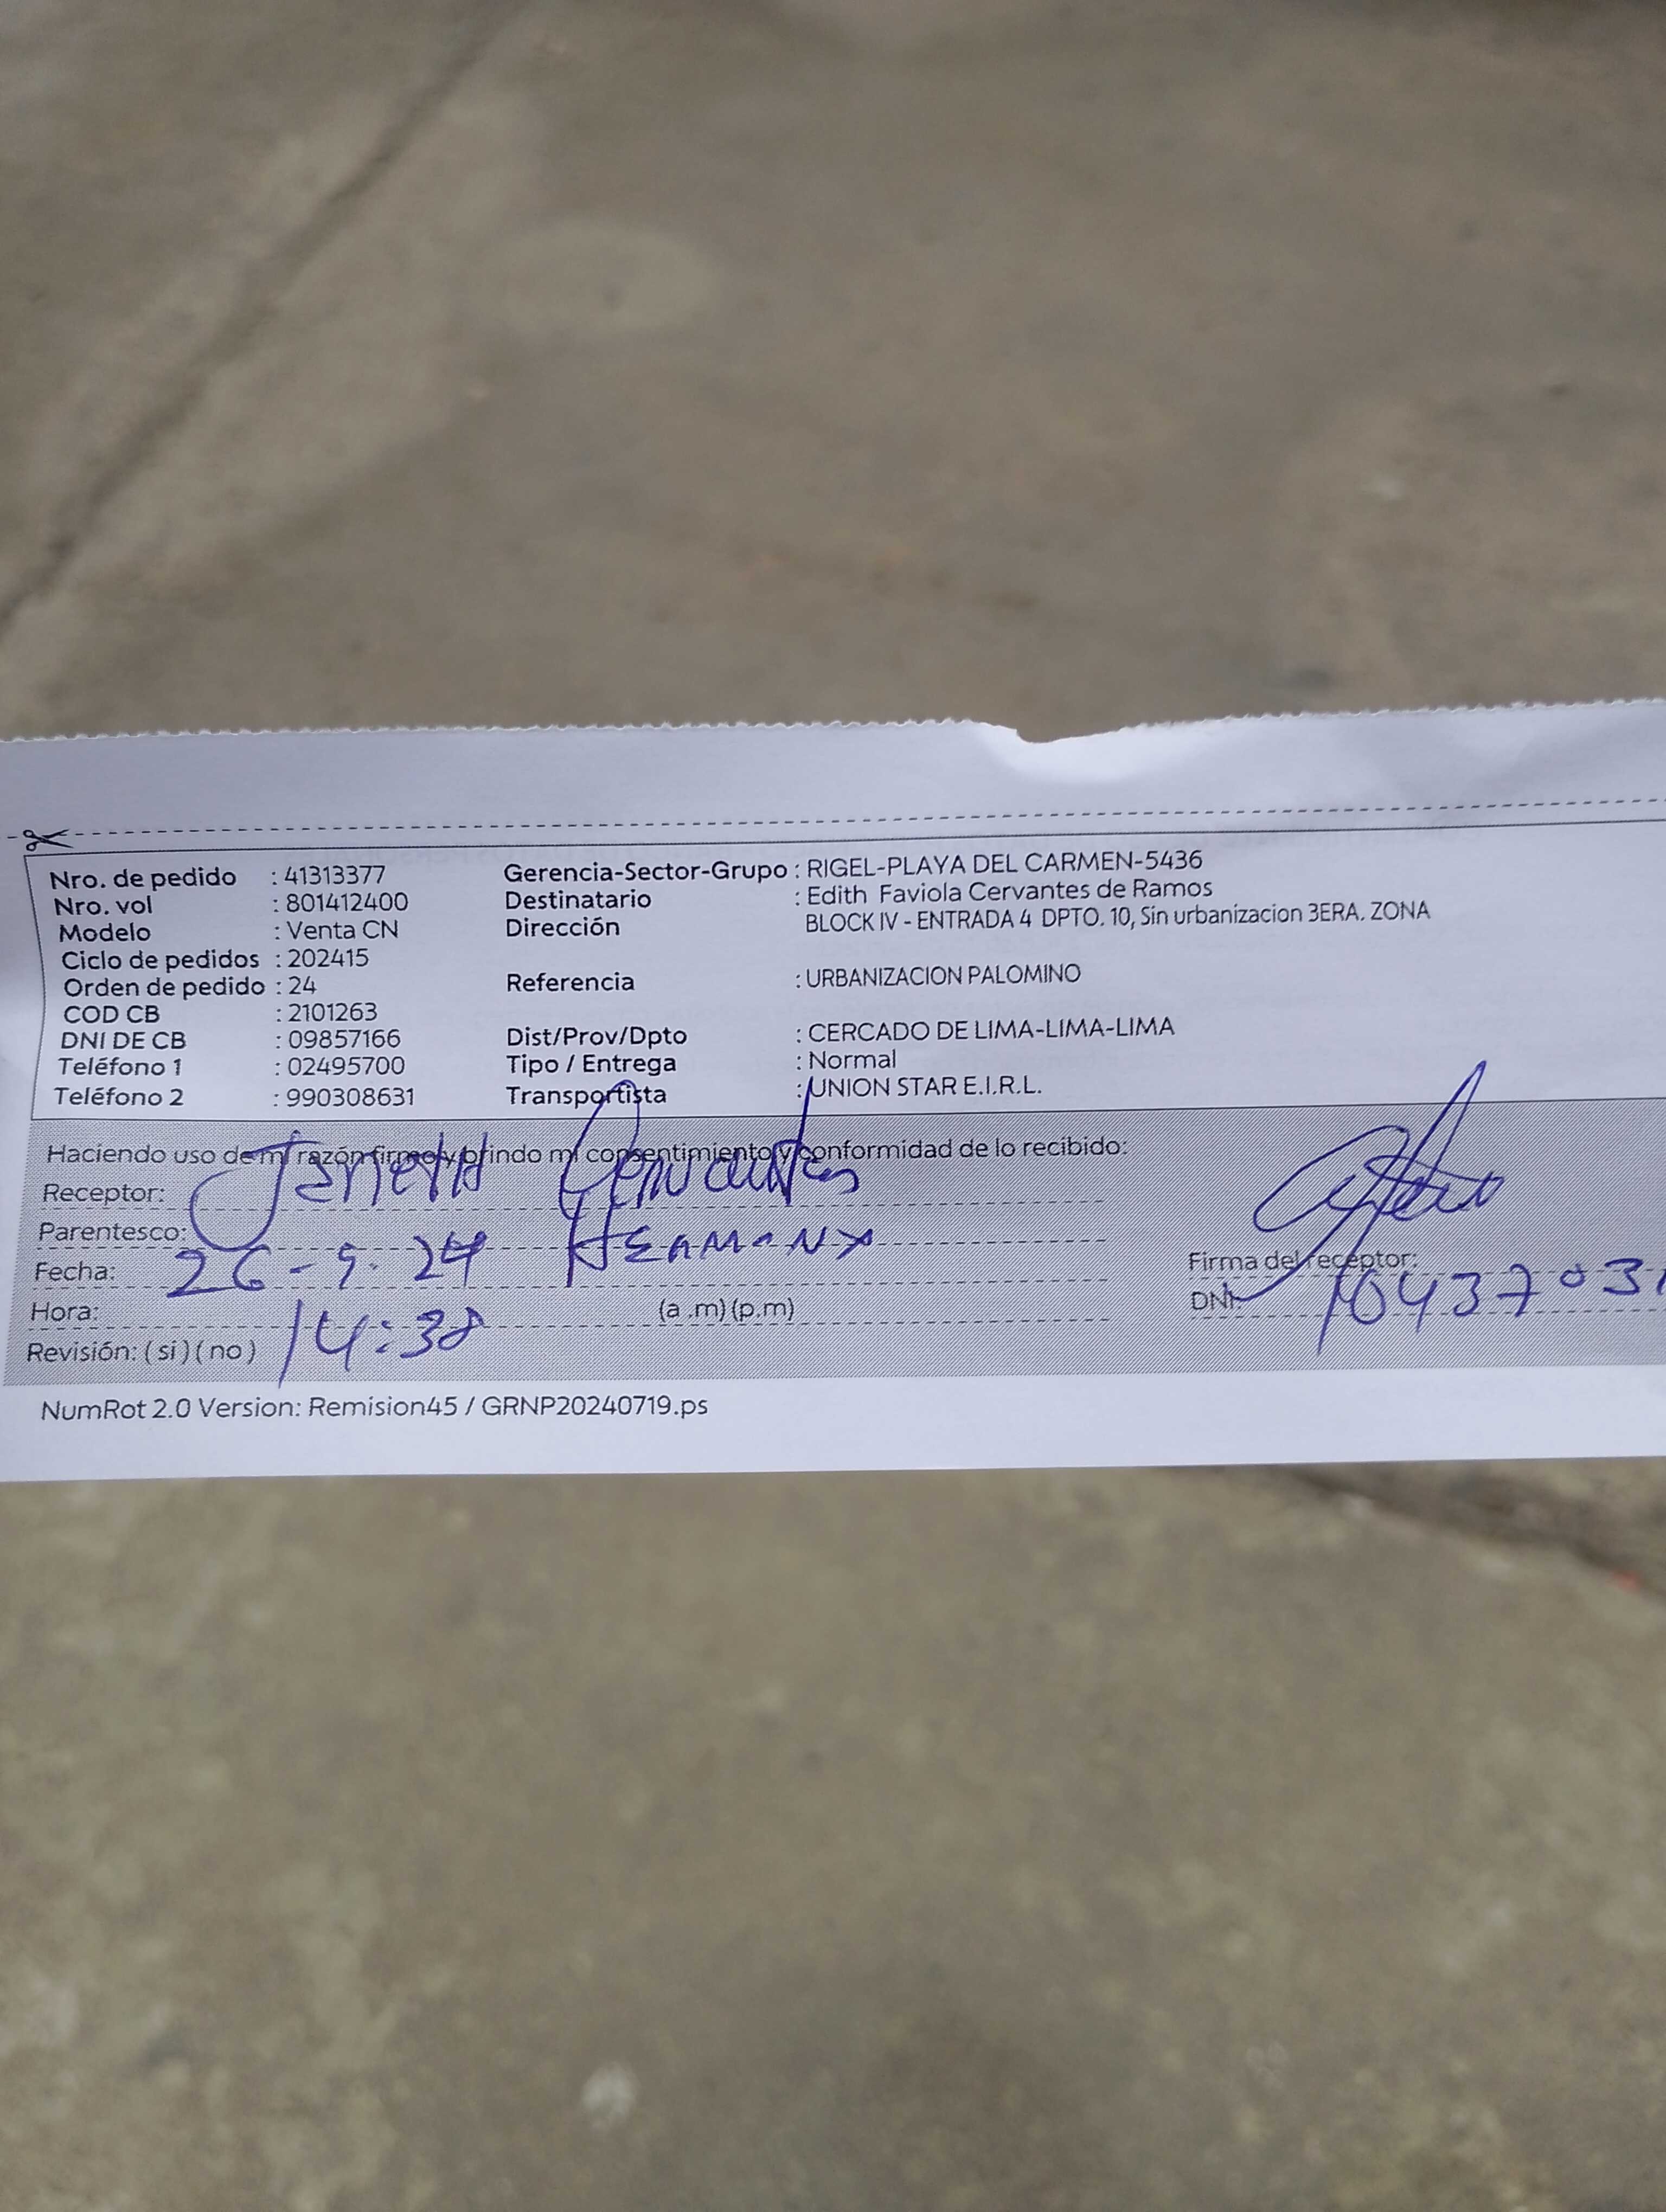 Nro. de pedido : 41313377 Gerencia-Sector-Grupo : RIGEL-PLAYA DEL CARMEN-5436
Nro. vol : 801412400 Destinatario : Edith Faviola Cervantes de Ramos
Modelo : Venta CN Dirección BLOCK IV - ENTRADA 4 DPTO. 10, Sin urbanizacion 3ERA. ZONA
Ciclo de pedidos : 202415
Orden de pedido : 24 Referencia : URBANIZACION PALOMINO
COD CB : 2101263
DNI DE CB : 09857166 Dist/Prov/Dpto : CERCADO DE LIMA-LIMA-LIMA
Teléfono 1 : 02495700 Tipo / Entrega : Normal
Teléfono 2 : 990308631 Transportista : UNION STAR E.I.R.L.
Haciendo uso de mi razón firmo y brindo mi consentimiento y conformidad de lo recibido:
Receptor: Janeth Cervantes
Parentesco: HERMANA
Fecha: 26-9-24
Firma del receptor:
Hora: 14:38 (a .m) (p.m)
DNI: 10437031
Revisión: ( si ) ( no )
NumRot 2.0 Version: Remision45 / GRNP20240719.ps